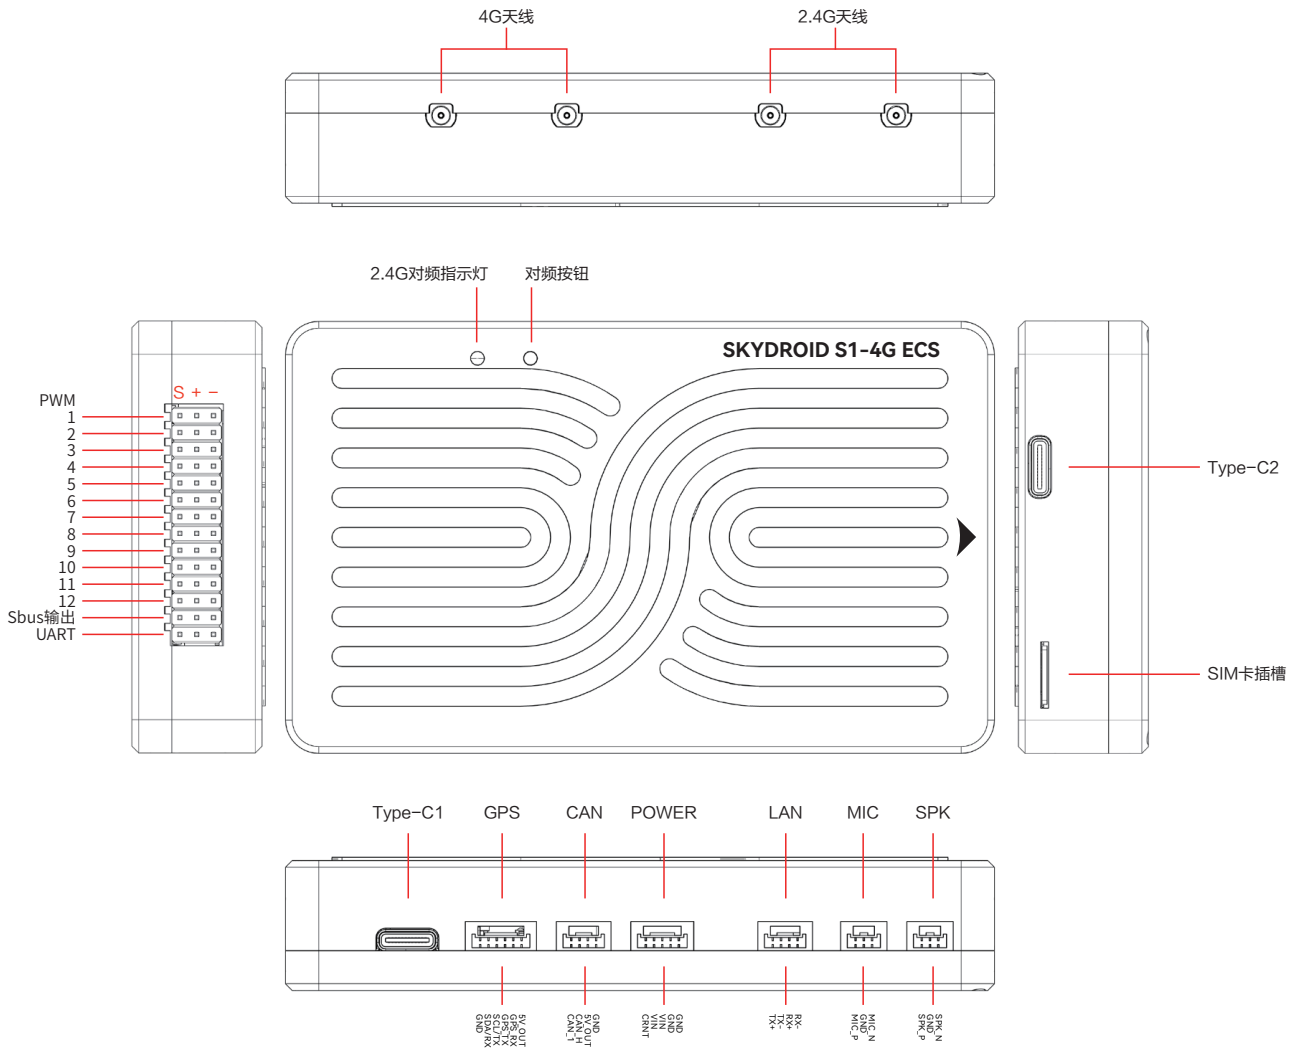 4G天线
2.4G天线
2.4G对频指示灯
对频按钮
SKYDROID S1-4G ECS
S + -
PWM
1
2
3
4
5
6
7
8
9
10
11
12
Sbus输出
UART
Type-C2
SIM卡插槽
Type-C1
GPS
CAN
POWER
LAN
MIC
SPK
5V_OUT
GPS_RX
GPS_TX
SCL/TX
SDA/RX
GND
GND
5V_OUT
CAN_H
CAN_1
GND
GND
VIN
VIN
CRNT
RX-
RX+
TX-
TX+
MIC_N
GND
MIC_P
SPK_N
GND
SPK_P